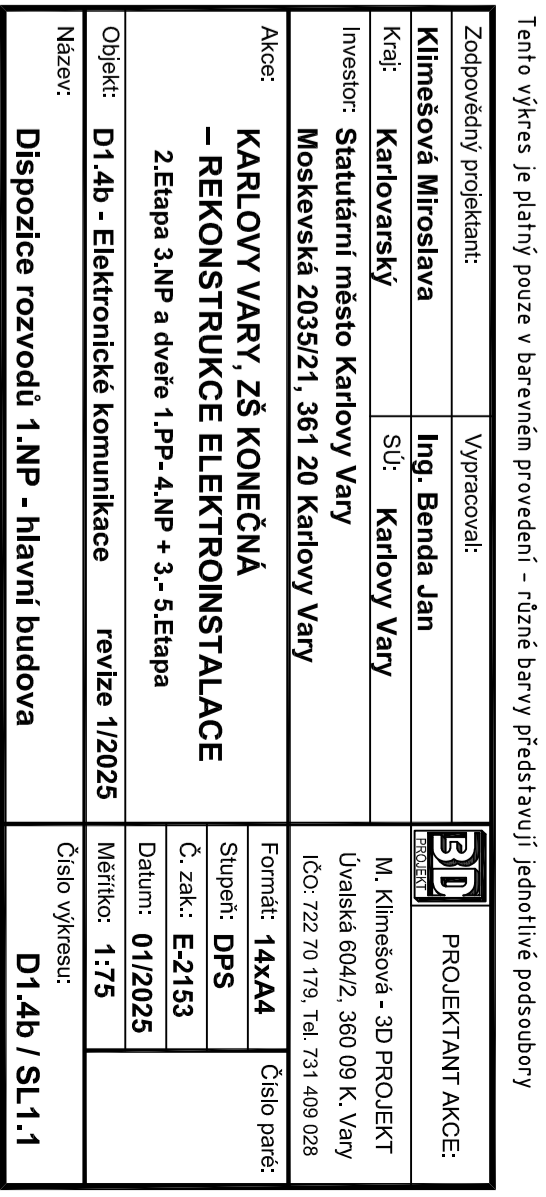 Tento výkres je platný pouze v barevném provedení - různé barvy představují jednotlivé podsoubory
Zodpovědný projektant:
Klimešová Miroslava
Vypracoval:
Ing. Benda Jan
Kraj: Karlovarský
SÚ: Karlovy Vary
Investor: Statutární město Karlovy Vary
Moskevská 2035/21, 361 20 Karlovy Vary
3D
PROJEKT
PROJEKTANT AKCE:
M. Klimešová - 3D PROJEKT
Úvalská 604/2, 360 09 K. Vary
IČO: 722 70 179, Tel. 731 409 028
Akce:
KARLOVY VARY, ZŠ KONEČNÁ
– REKONSTRUKCE ELEKTROINSTALACE
2.Etapa 3.NP a dveře 1.PP- 4.NP + 3.- 5.Etapa
Formát: 14xA4
Stupeň: DPS
Č. zak.: E-2153
Datum: 01/2025
Měřítko: 1:75
Číslo paré:
Objekt: D1.4b - Elektronické komunikace revize 1/2025
Název:
Dispozice rozvodů 1.NP - hlavní budova
Číslo výkresu:
D1.4b / SL1.1